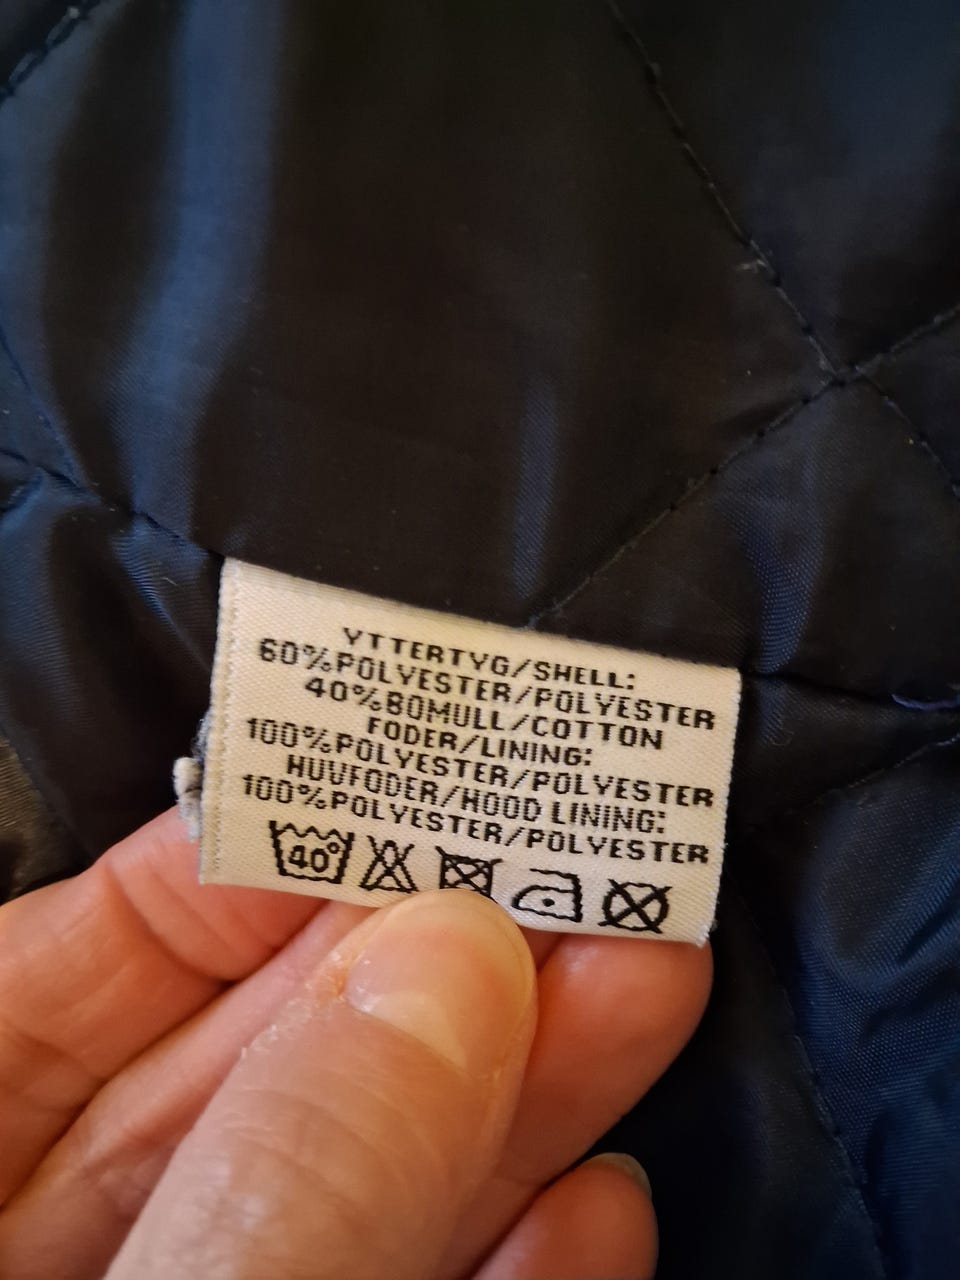 YTTERTYG/SHELL:
60%POLYESTER/POLYESTER
40%BOMULL/COTTON
FODER/LINING:
100%POLYESTER/POLYESTER
HUUFODER/HOOD LINING:
100%POLYESTER/POLYESTER
40°